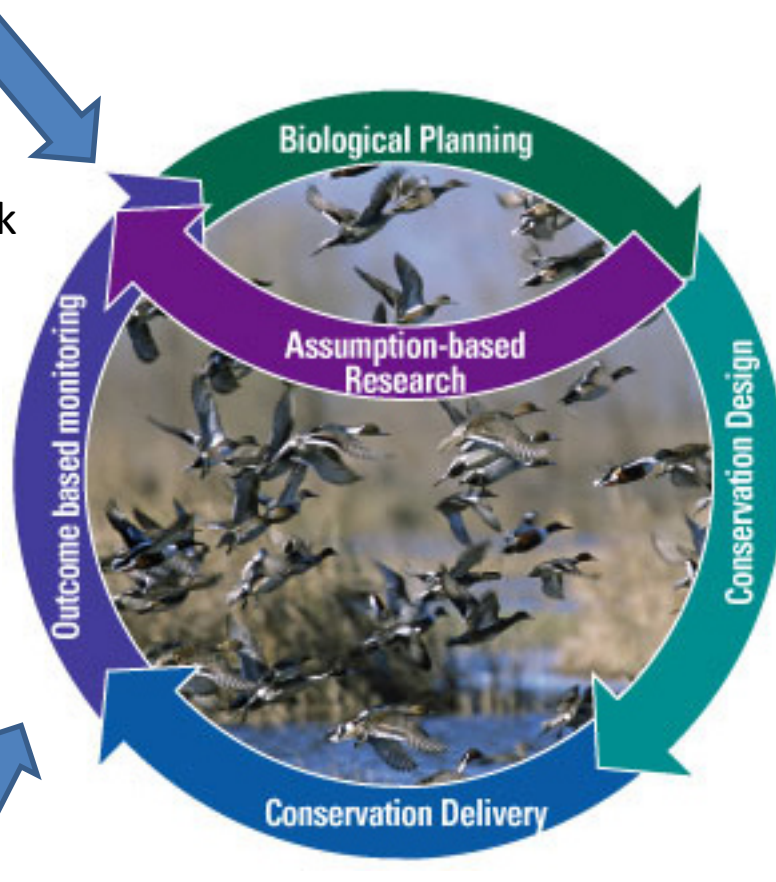 Biological Planning
k
Assumption-based
Research
Outcome based monitoring
Conservation Design
Conservation Delivery